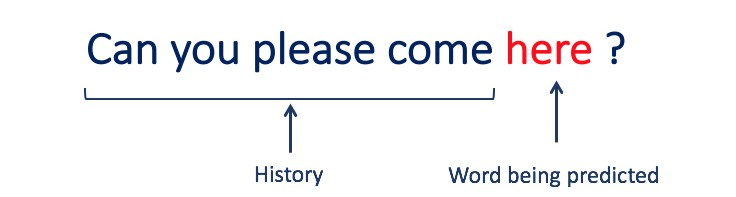 Can you please come here ?
History
Word being predicted